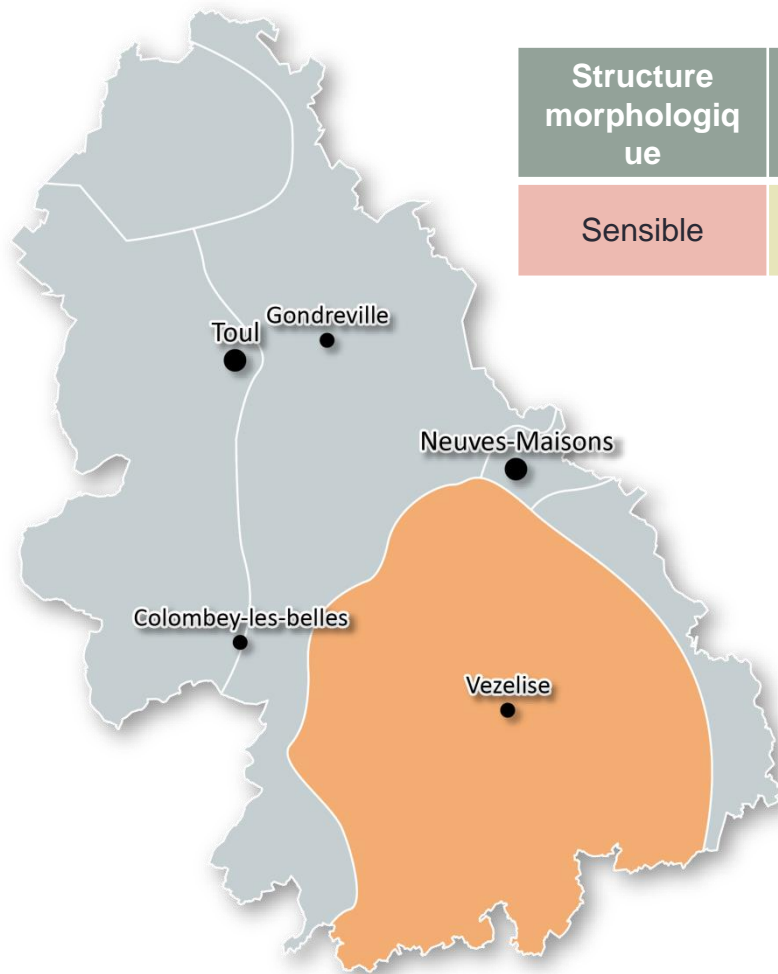 Structure
morphologiq
ue
Sensible
Gondreville
Toul
Neuves-Maisons
Colombey-les-belles
Vezelise